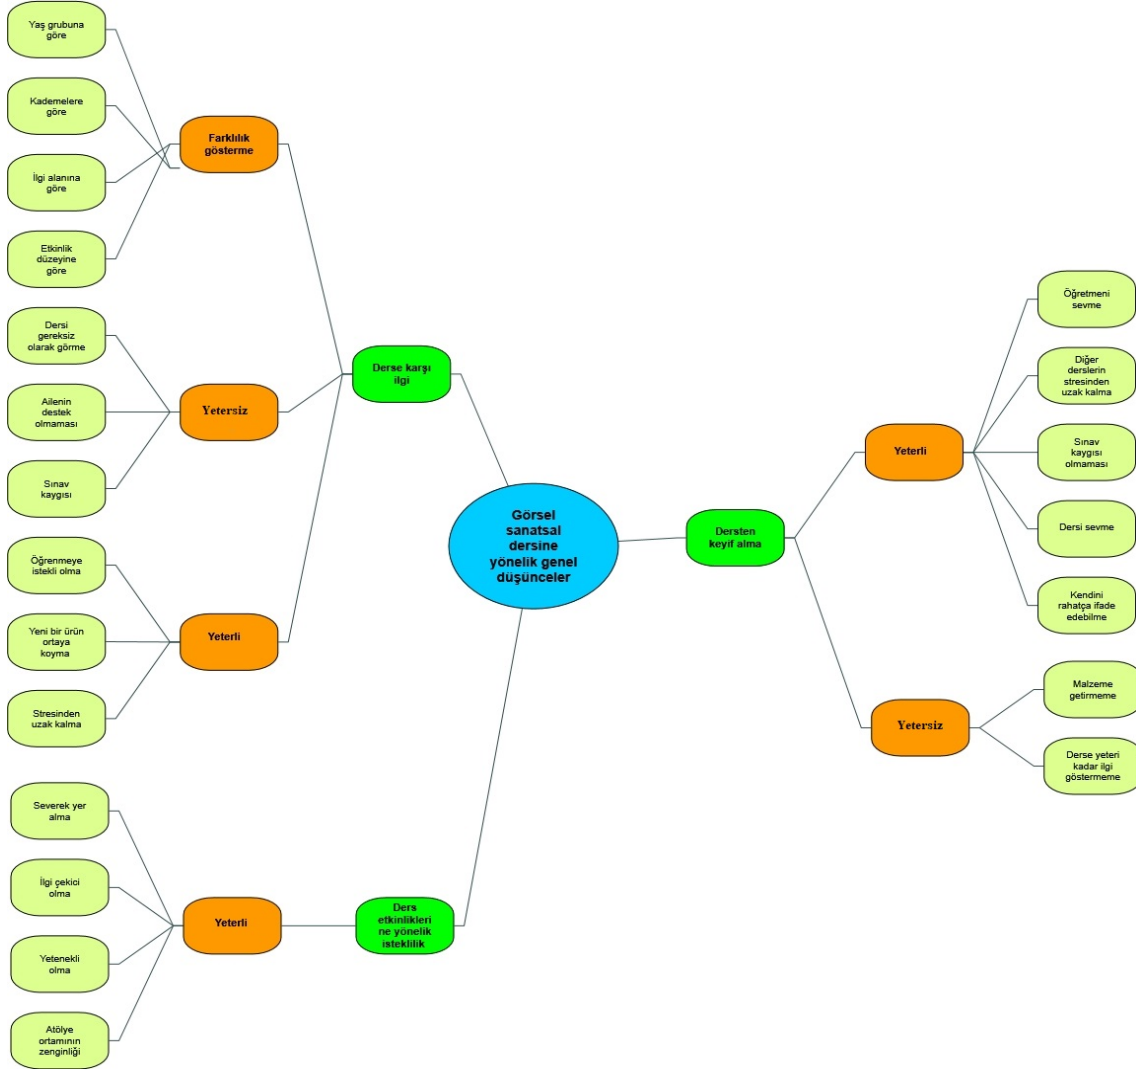 Yaş grubuna
göre
Kademelere
göre
İlgi alanına
göre
Etkinlik
düzeyine
göre
Farklılık
gösterme
Dersi
gereksiz
olarak görme
Ailenin
destek
olmaması
Sınav
kaygısı
Yetersiz
Öğrenmeye
istekli olma
Yeni bir ürün
ortaya
koyma
Stresinden
uzak kalma
Yeterli
Derse karşı
ilgi
Severek yer
alma
İlgi çekici
olma
Yetenekli
olma
Atölye
ortamının
zenginliği
Yeterli
Ders
etkinlikleri
ne yönelik
isteklilik
Görsel
sanatsal
dersine
yönelik genel
düşünceler
Dersten
keyif alma
Yeterli
Öğretmeni
sevme
Diğer
derslerin
stresinden
uzak kalma
Sınav
kaygısı
olmaması
Dersi sevme
Kendini
rahatça ifade
edebilme
Yetersiz
Malzeme
getirmeme
Derse yeteri
kadar ilgi
göstermeme